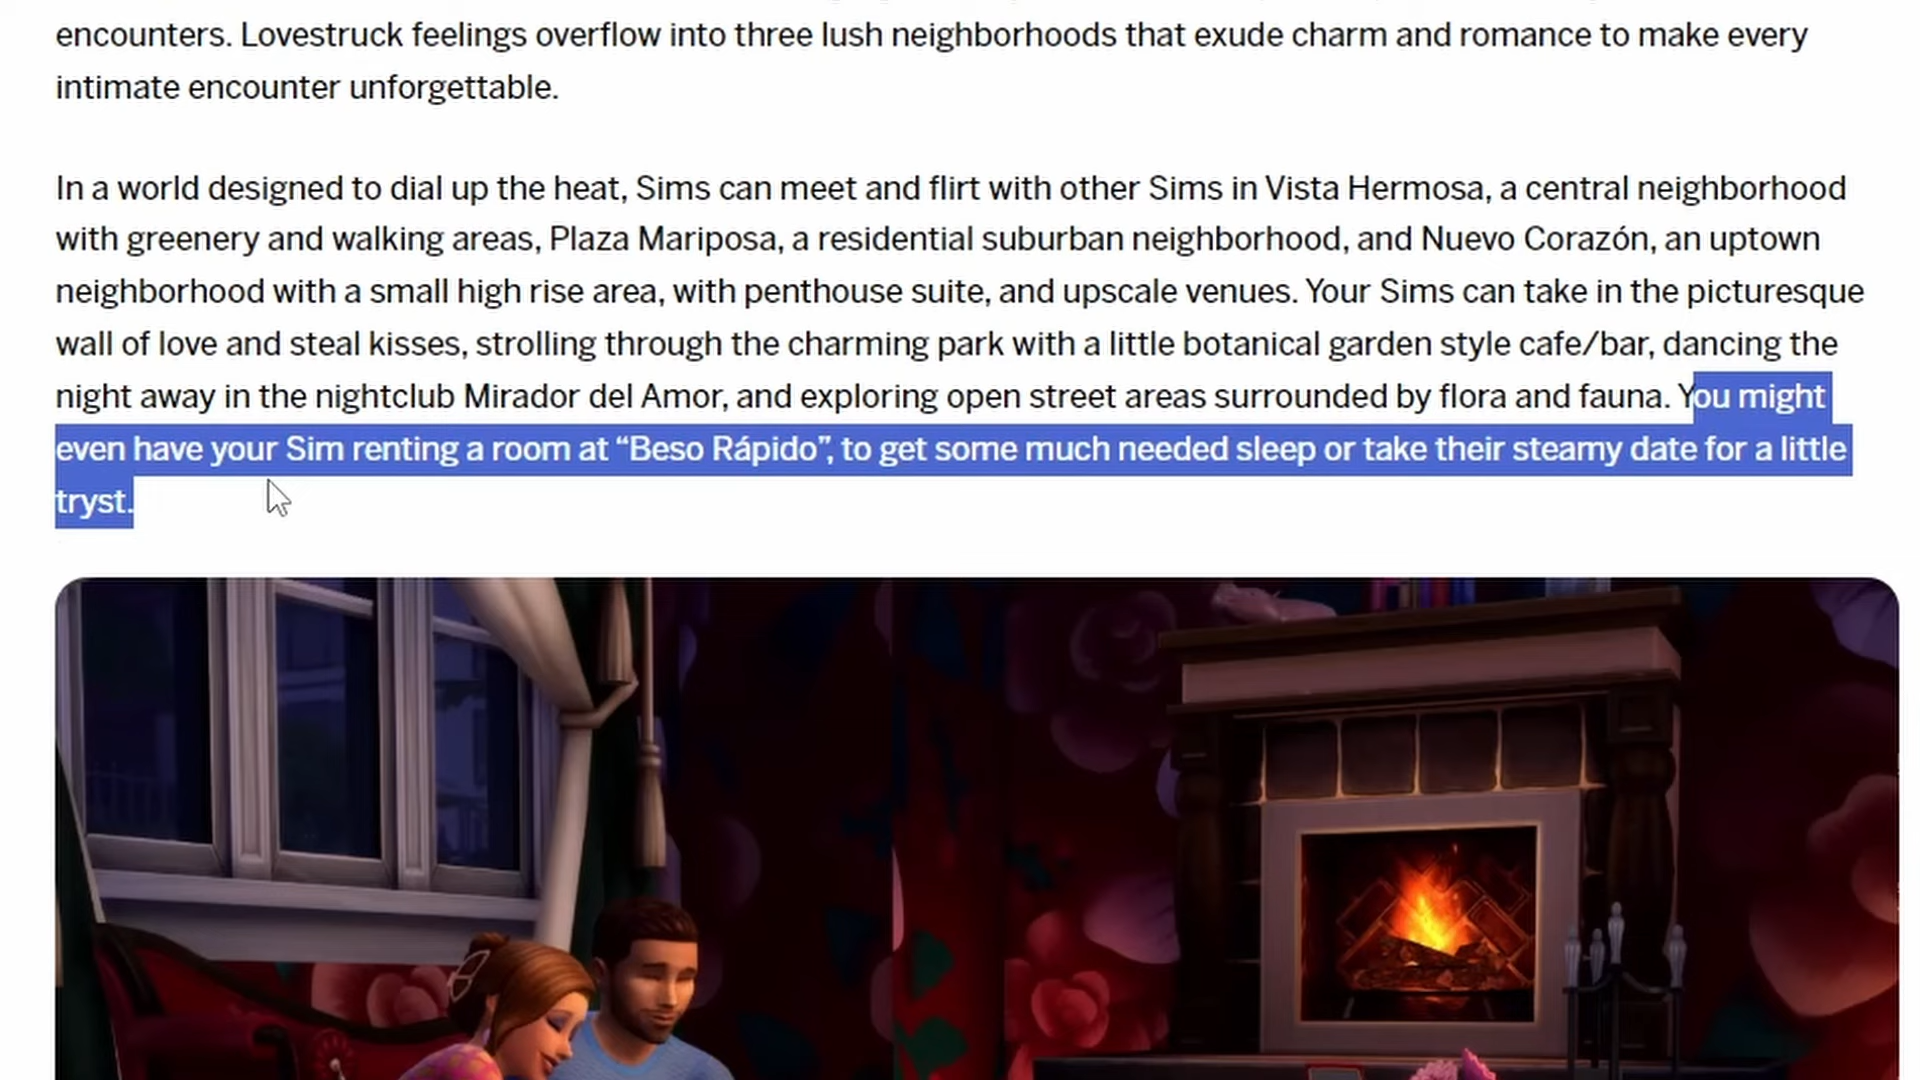 encounters. Lovestruck feelings overflow into three lush neighborhoods that exude charm and romance to make every
intimate encounter unforgettable.
In a world designed to dial up the heat, Sims can meet and flirt with other Sims in Vista Hermosa, a central neighborhood
with greenery and walking areas, Plaza Mariposa, a residential suburban neighborhood, and Nuevo Corazón, an uptown
neighborhood with a small high rise area, with penthouse suite, and upscale venues. Your Sims can take in the picturesque
wall of love and steal kisses, strolling through the charming park with a little botanical garden style cafe/bar, dancing the
night away in the nightclub Mirador del Amor, and exploring open street areas surrounded by flora and fauna. You might
even have your Sim renting a room at “Beso Rápido”, to get some much needed sleep or take their steamy date for a little
tryst.